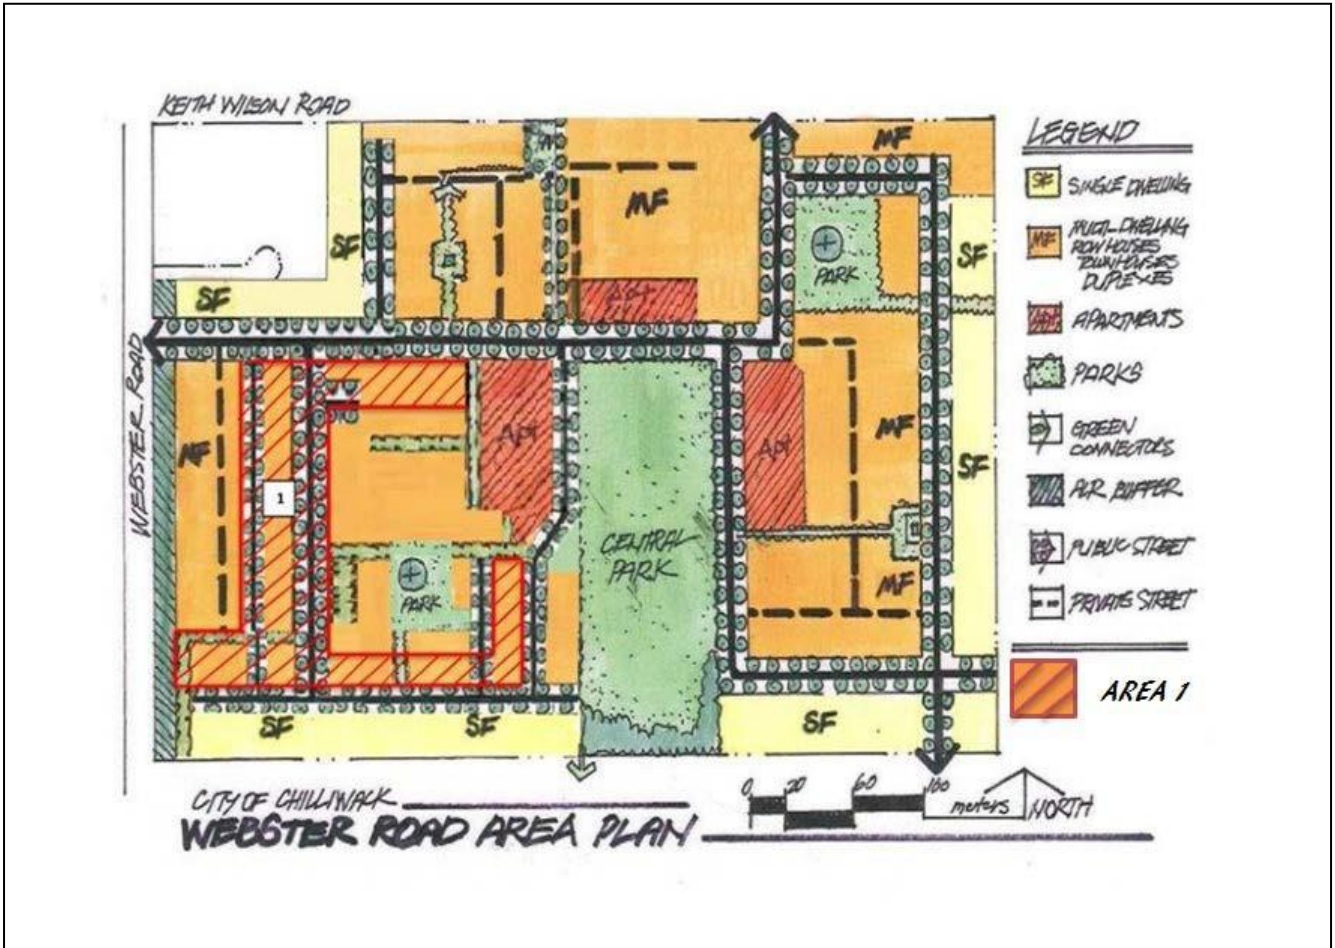 KEITH WILSON ROAD
LEGEND
SF SINGLE DWELLING
MF MULTI-DWELLING
ROW HOUSES
TOWNHOUSES
DUPLEXES
Apt APARTMENTS
PARKS
GREEN
CONNECTORS
ALR BUFFER
PUBLIC STREET
PRIVATE STREET
AREA 1
MF
MF
SF
SF
PARK
SF
Apt
WEBSTER ROAD
MF
1
Apt
Apt
MF
SF
CENTRAL
PARK
PARK
MF
SF
SF
SF
CITY OF CHILLIWACK
WEBSTER ROAD AREA PLAN
0 20 60 100
meters NORTH